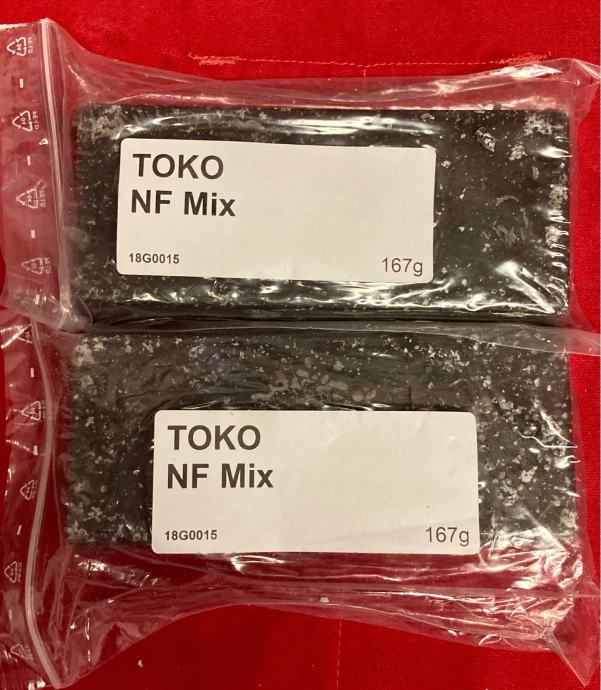 TOKO
NF Mix
18G0015 167g
TOKO
NF Mix
18G0015 167g